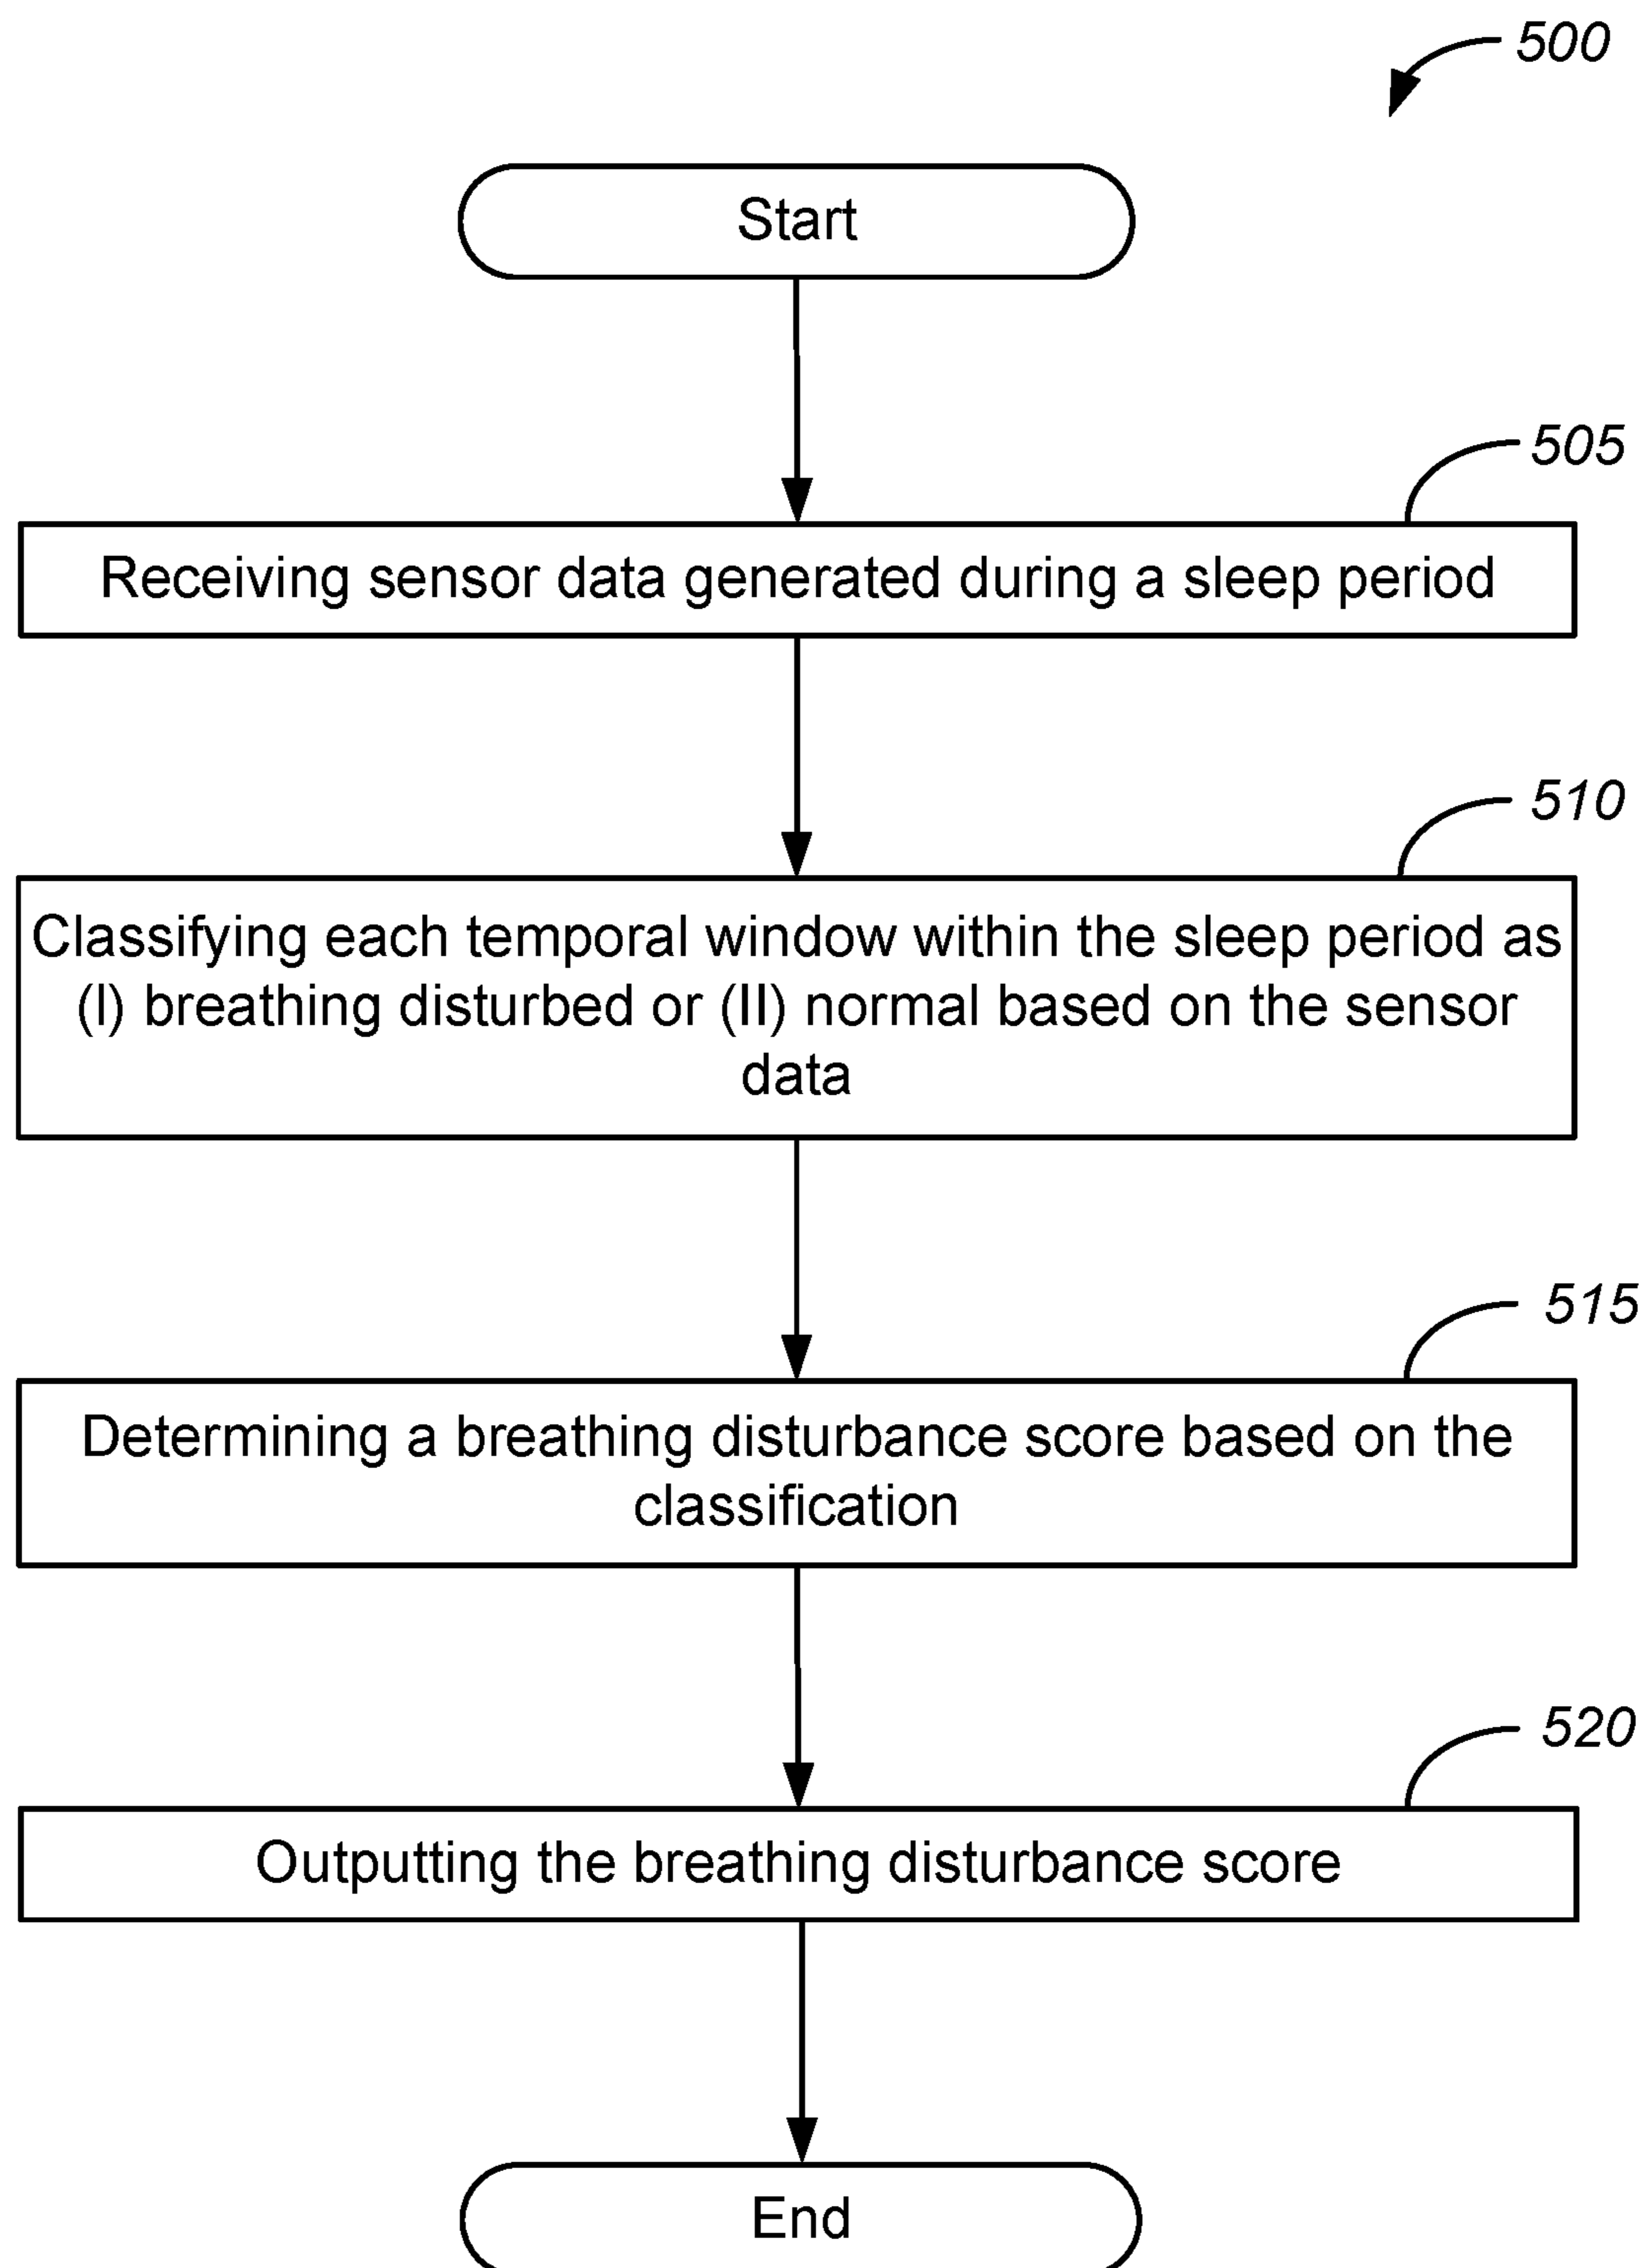 500
Start
505
Receiving sensor data generated during a sleep period
510
Classifying each temporal window within the sleep period as
(I) breathing disturbed or (II) normal based on the sensor
data
515
Determining a breathing disturbance score based on the
classification
520
Outputting the breathing disturbance score
End